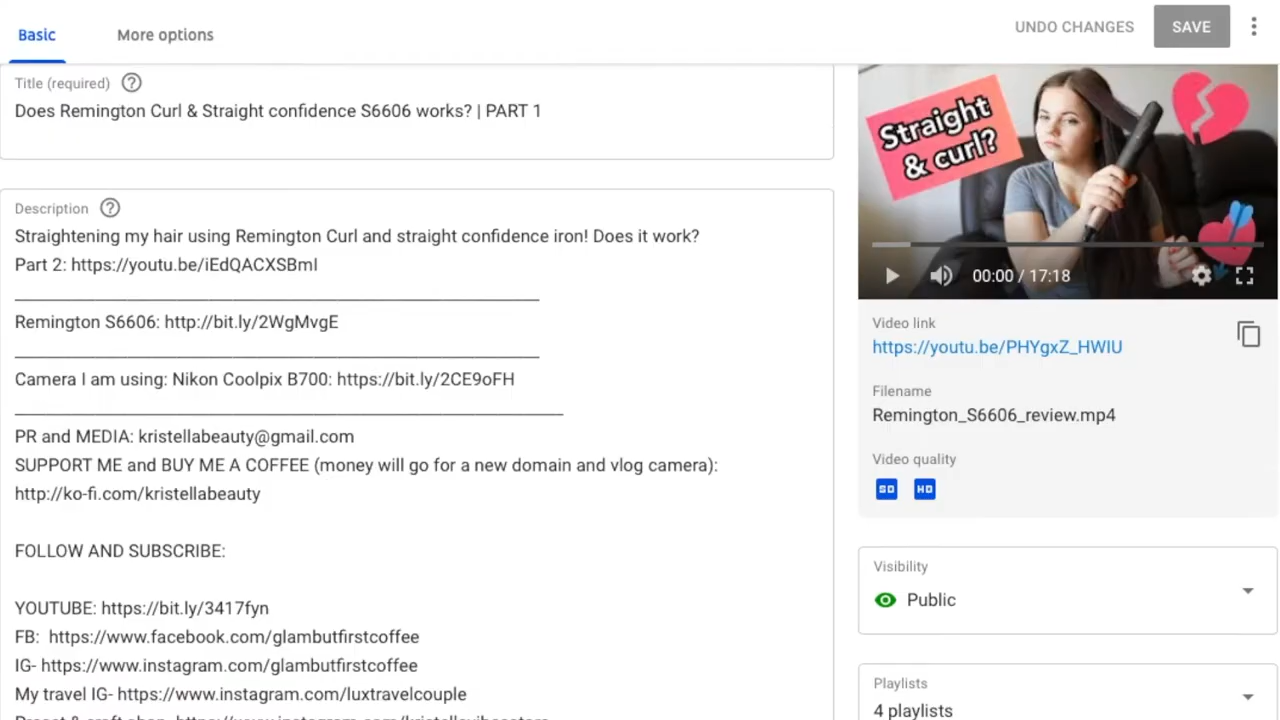 Basic
More options
UNDO CHANGES
SAVE
Title (required)
Does Remington Curl & Straight confidence S6606 works? | PART 1
Description
Straightening my hair using Remington Curl and straight confidence iron! Does it work?
Part 2: https://youtu.be/iEdQACXSBmI
Remington S6606: http://bit.ly/2WgMvgE
Camera I am using: Nikon Coolpix B700: https://bit.ly/2CE9oFH
PR and MEDIA: kristellabeauty@gmail.com
SUPPORT ME and BUY ME A COFFEE (money will go for a new domain and vlog camera):
http://ko-fi.com/kristellabeauty
FOLLOW AND SUBSCRIBE:
YOUTUBE: https://bit.ly/3417fyn
FB:  https://www.facebook.com/glambutfirstcoffee
IG- https://www.instagram.com/glambutfirstcoffee
My travel IG- https://www.instagram.com/luxtravelcouple
Straight
& curl?
00:00 / 17:18
Video link
https://youtu.be/PHYgxZ_HWIU
Filename
Remington_S6606_review.mp4
Video quality
SD HD
Visibility
Public
Playlists
4 playlists